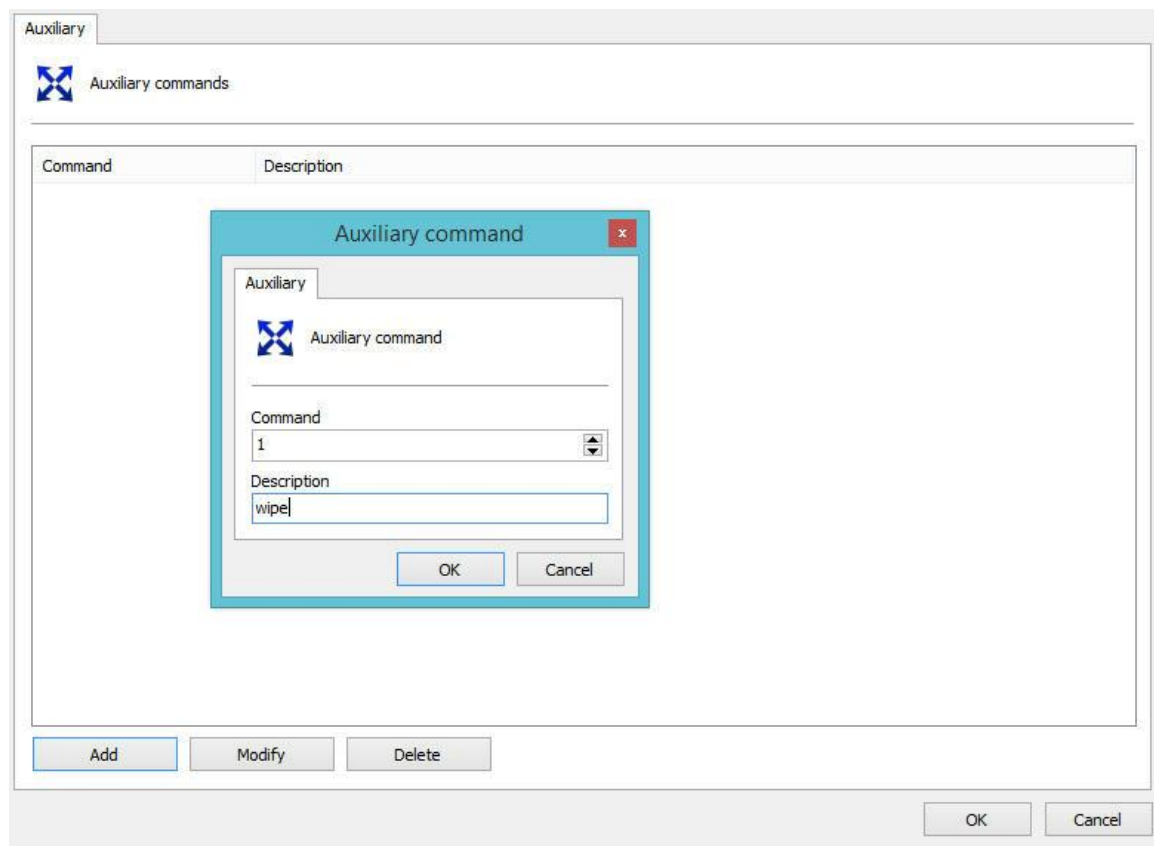 Auxiliary
Auxiliary commands
Command Description
Auxiliary command x
Auxiliary
Auxiliary command
Command
1
Description
wipe
OK Cancel
Add Modify Delete
OK Cancel